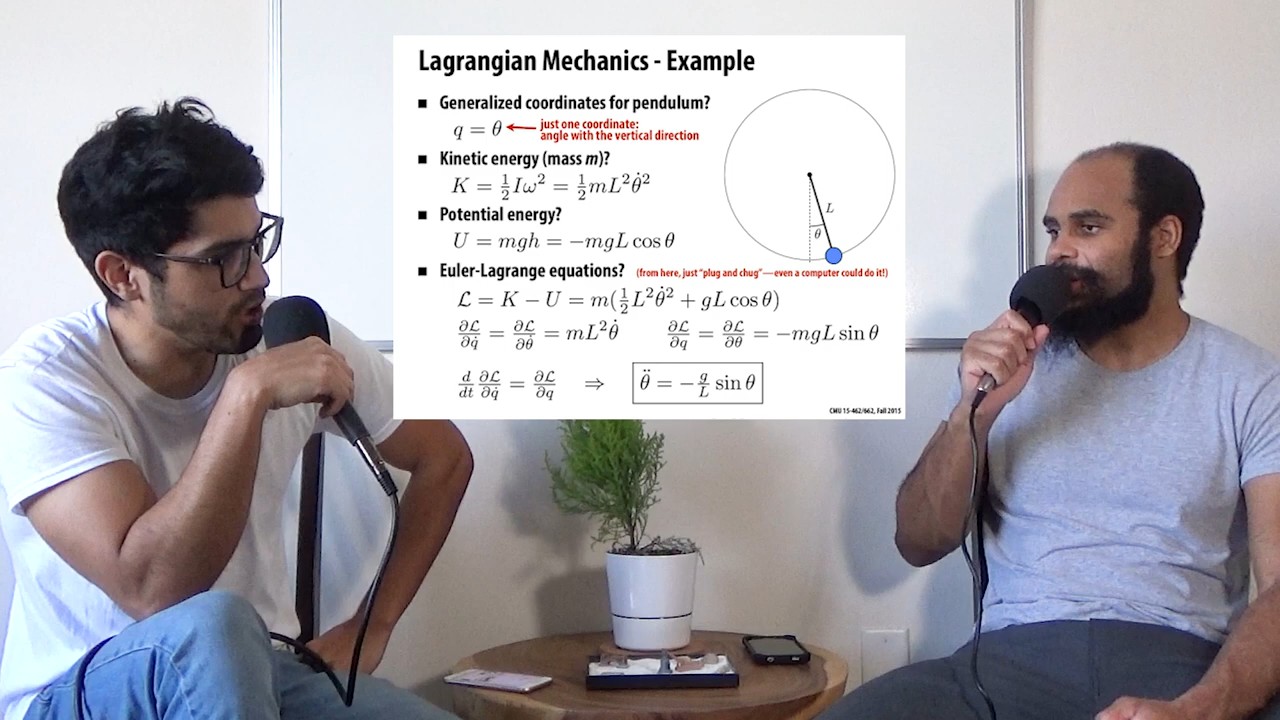 Lagrangian Mechanics - Example
■ Generalized coordinates for pendulum?
q = θ
just one coordinate:
angle with the vertical direction
■ Kinetic energy (mass m)?
K = ½Iω² = ½mL²θ̇²
■ Potential energy?
U = mgh = −mgL cos θ
L
θ
■ Euler-Lagrange equations? (from here, just "plug and chug"—even a computer could do it!)
ℒ = K − U = m(½L²θ̇² + gL cos θ)
∂ℒ/∂q̇ = ∂ℒ/∂θ̇ = mL²θ̇ ∂ℒ/∂q = ∂ℒ/∂θ = −mgL sin θ
d/dt ∂ℒ/∂q̇ = ∂ℒ/∂q ⇒ θ̈ = −g/L sin θ
CMU 15-462/662, Fall 2015